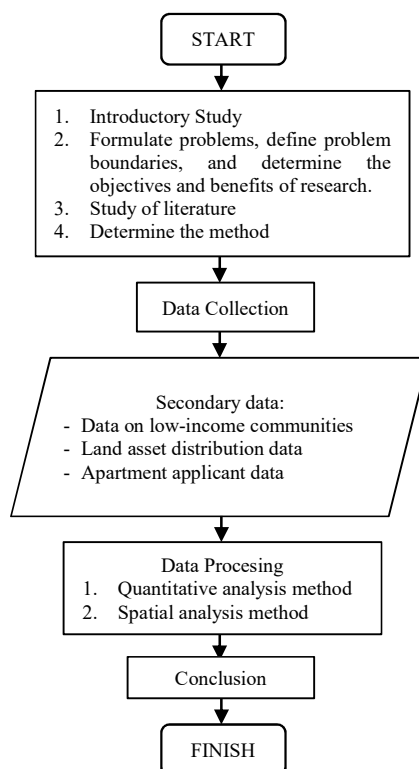 START
1. Introductory Study
2. Formulate problems, define problem
boundaries, and determine the
objectives and benefits of research.
3. Study of literature
4. Determine the method
Data Collection
Secondary data:
- Data on low-income communities
- Land asset distribution data
- Apartment applicant data
Data Procesing
1. Quantitative analysis method
2. Spatial analysis method
Conclusion
FINISH